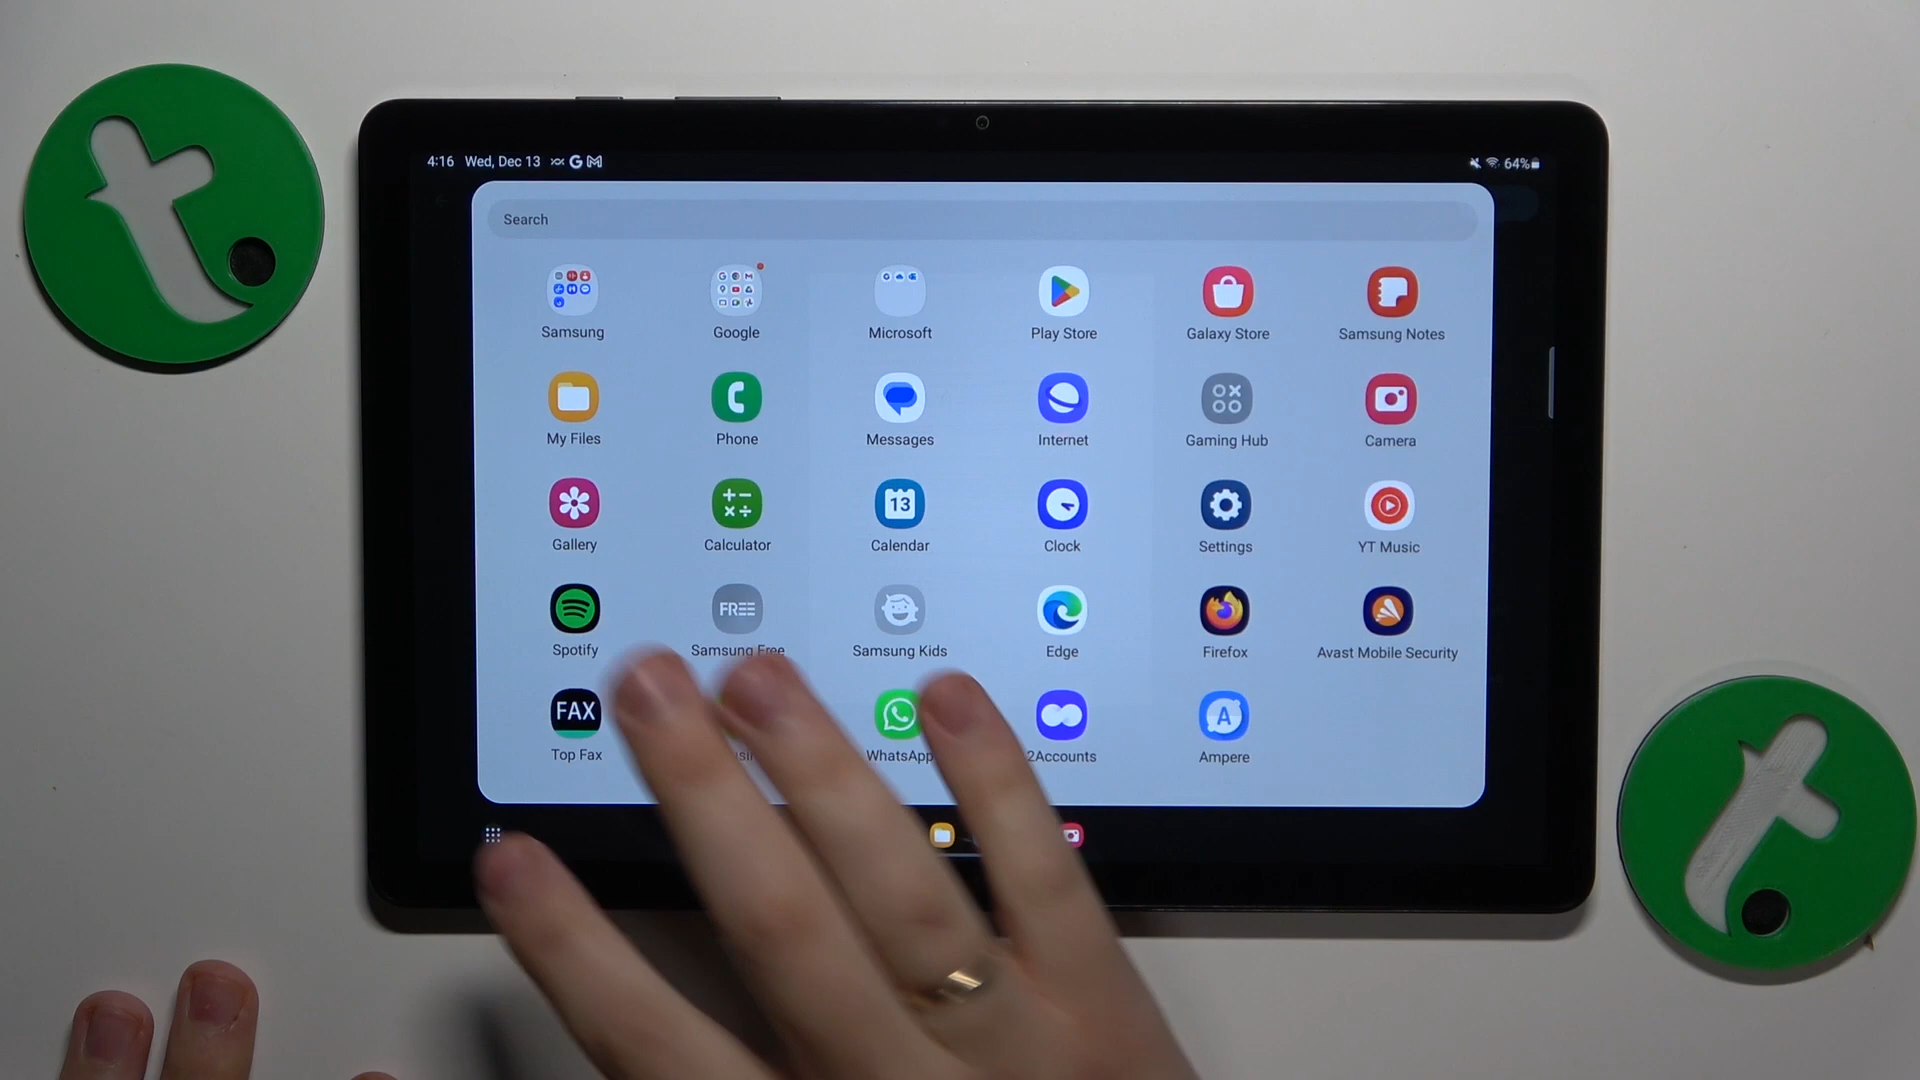 4:16 Wed, Dec 13
64%
Search
Samsung Google Microsoft Play Store Galaxy Store Samsung Notes
My Files Phone Messages Internet Gaming Hub Camera
13
Gallery Calculator Calendar Clock Settings YT Music
FREE
Spotify Samsung Free Samsung Kids Edge Firefox Avast Mobile Security
FAX A
Top Fax WhatsApp 2Accounts Ampere